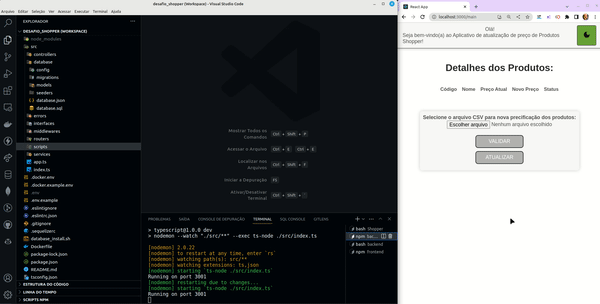 desafio_shopper (Workspace) - Visual Studio Code
Arquivo Editar Seleção Ver Acessar Executar Terminal Ajuda
EXPLORADOR
DESAFIO_SHOPPER (WORKSPACE)
node_modules
src
controllers
database
config
migrations
models
seeders
database.json
database.sql
errors
interfaces
middlewares
routers
scripts
services
app.ts
index.ts
.docker.env
.docker.example.env
.env
.env.example
.eslintignore
.eslintrc.json
.gitignore
.sequelizerc
database_install.sh
Dockerfile
package-lock.json
package.json
README.md
tsconfig.json
ESTRUTURA DO CÓDIGO
LINHA DO TEMPO
Mostrar Todos os Comandos Ctrl + Shift + P
Acessar o Arquivo Ctrl + E Ctrl + E
Localizar nos Arquivos Ctrl + Shift + F
Iniciar a Depuração F5
Ativar/Desativar Terminal Ctrl + Shift + '
PROBLEMAS SAÍDA CONSOLE DE DEPURAÇÃO TERMINAL SQL CONSOLE GITLENS
> typescript@1.0.0 dev
> nodemon --watch "./src/**" --exec ts-node ./src/index.ts
[nodemon] 2.0.22
[nodemon] to restart at any time, enter `rs`
[nodemon] watching path(s): src/**
[nodemon] watching extensions: ts,json
[nodemon] starting `ts-node ./src/index.ts`
Running on port 3001
[nodemon] restarting due to changes...
[nodemon] starting `ts-node ./src/index.ts`
Running on port 3001
bash Shopper
npm bac...
bash backend
npm frontend
React App
localhost:3000/main
Olá!
Seja bem-vindo(a) ao Aplicativo de atualização de preço de Produtos Shopper!
Detalhes dos Produtos:
Código Nome Preço Atual Novo Preço Status
Selecione o arquivo CSV para nova precificação dos produtos:
Escolher arquivo Nenhum arquivo escolhido
VALIDAR
ATUALIZAR